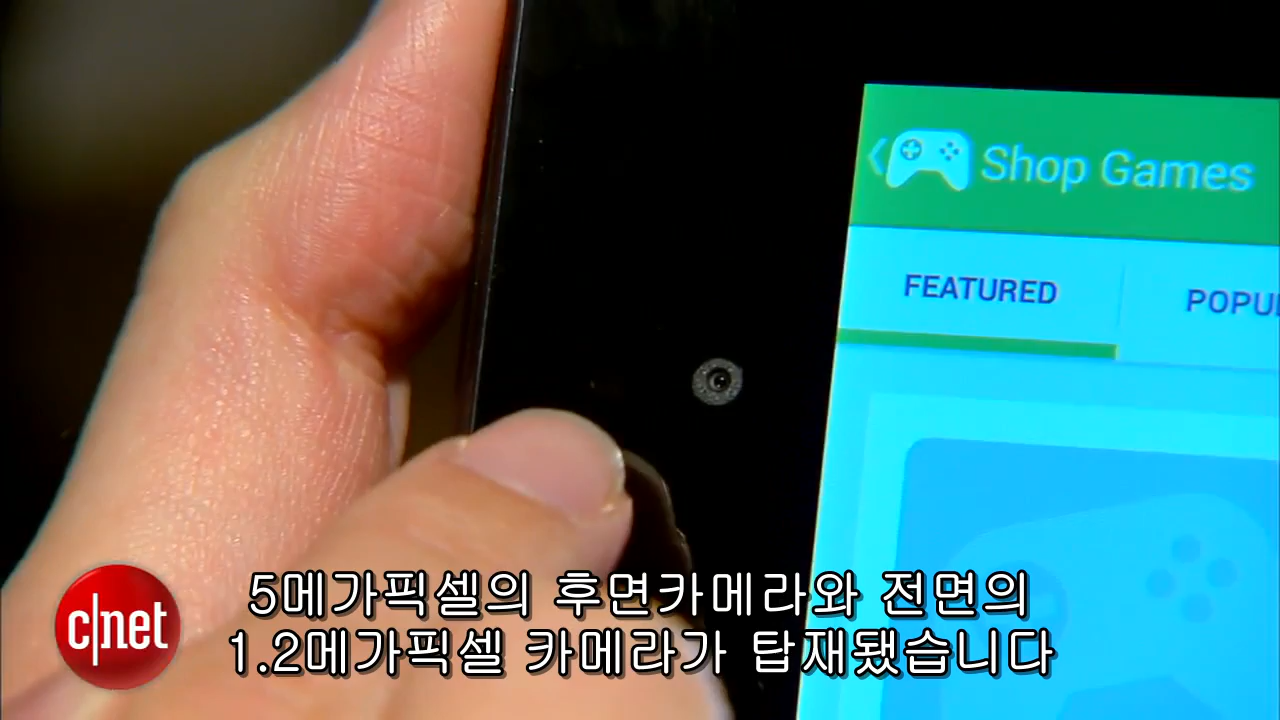 Shop Games
FEATURED
POPU
c|net
5메가픽셀의 후면카메라와 전면의
1.2메가픽셀 카메라가 탑재됐습니다